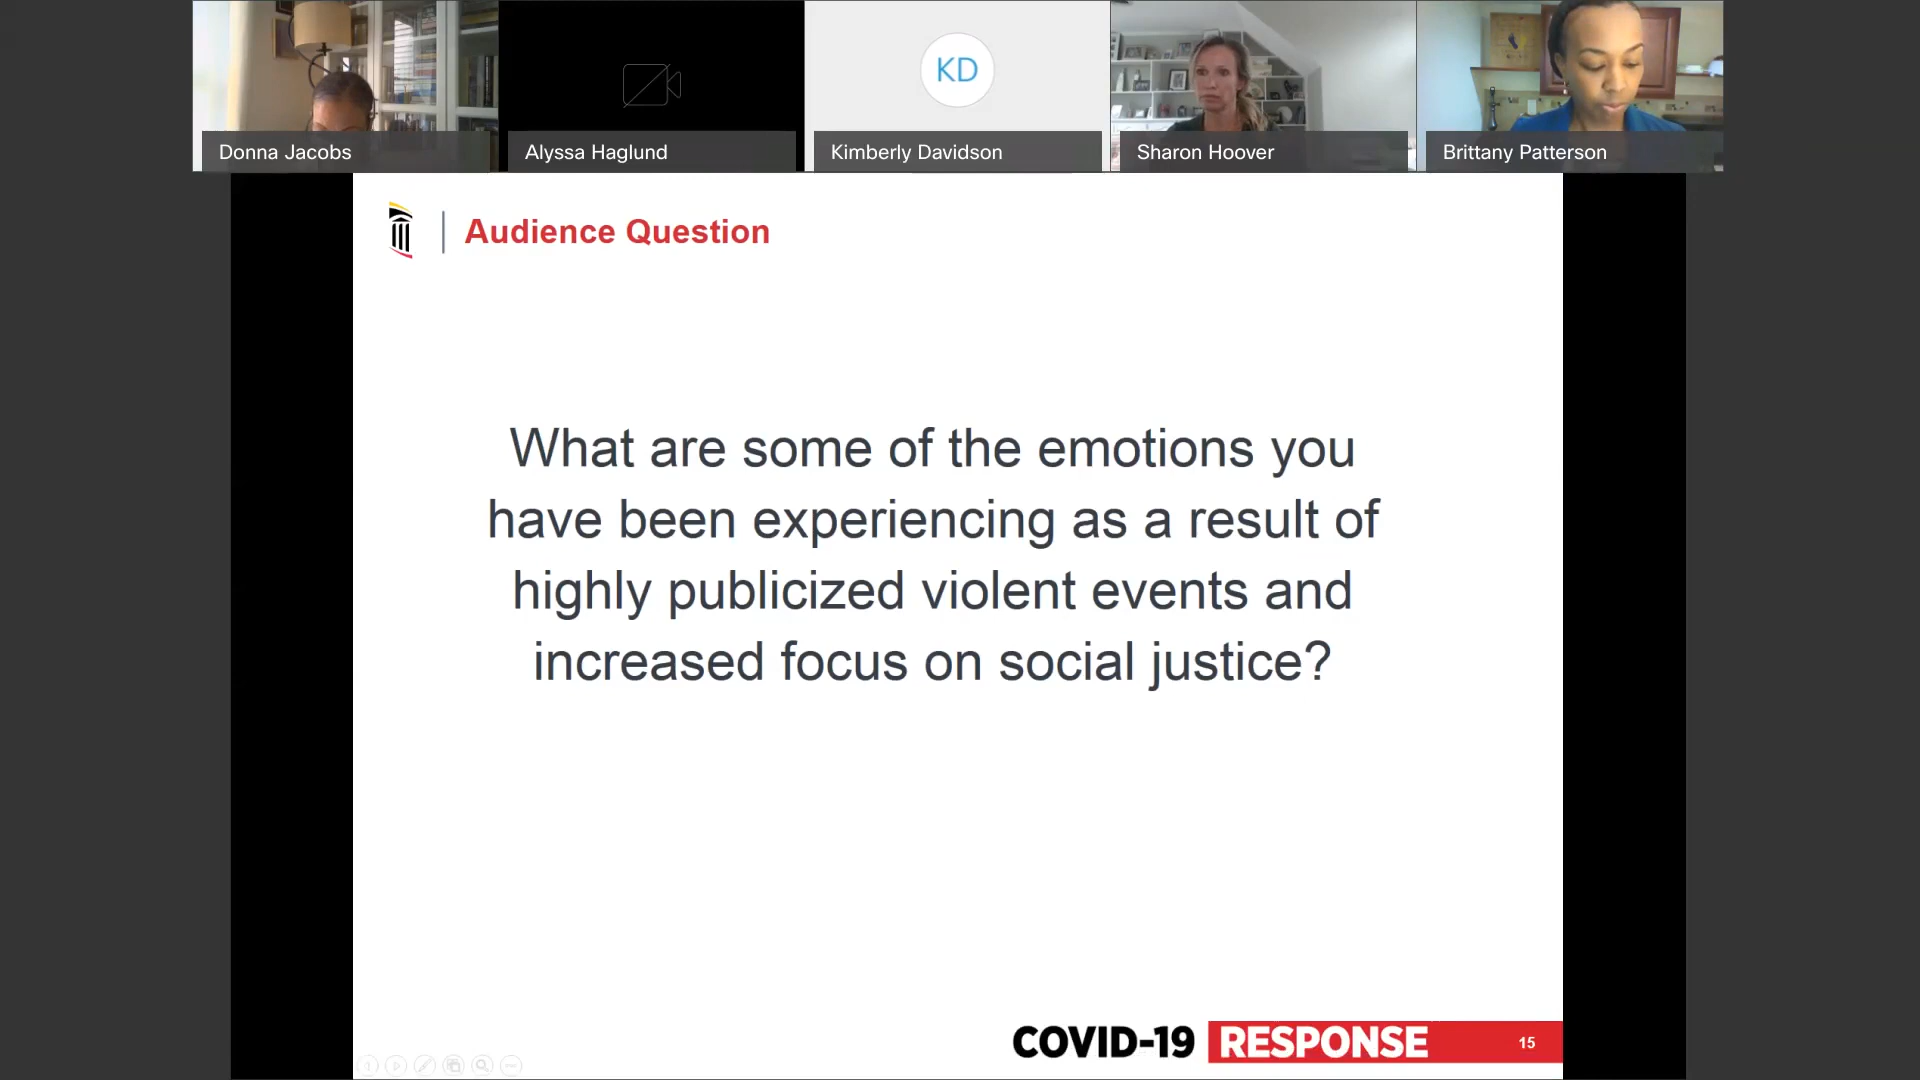 Donna Jacobs
Alyssa Haglund
KD
Kimberly Davidson
Sharon Hoover
Brittany Patterson
Audience Question
What are some of the emotions you
have been experiencing as a result of
highly publicized violent events and
increased focus on social justice?
COVID-19 RESPONSE
15